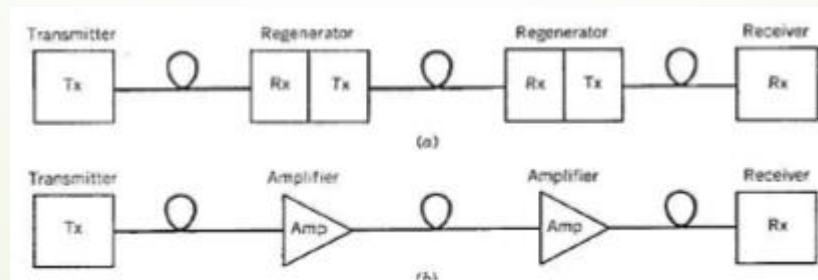 Transmitter Regenerator Regenerator Receiver
Tx Rx Tx Rx Tx Rx
(a)
Transmitter Amplifier Amplifier Receiver
Tx Amp Amp Rx
(b)